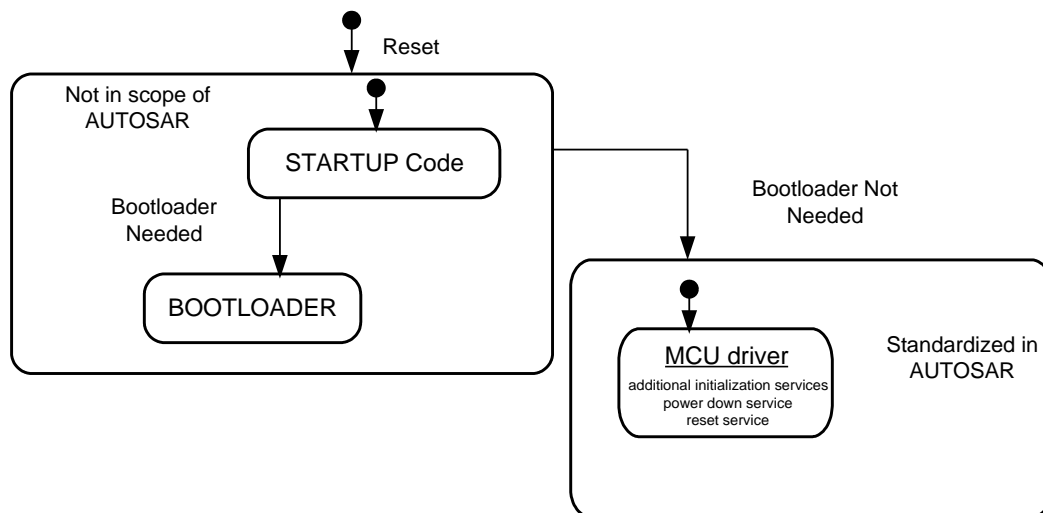 Reset
Not in scope of
AUTOSAR
STARTUP Code
Bootloader
Needed
BOOTLOADER
Bootloader Not
Needed
MCU driver
additional initialization services
power down service
reset service
Standardized in
AUTOSAR